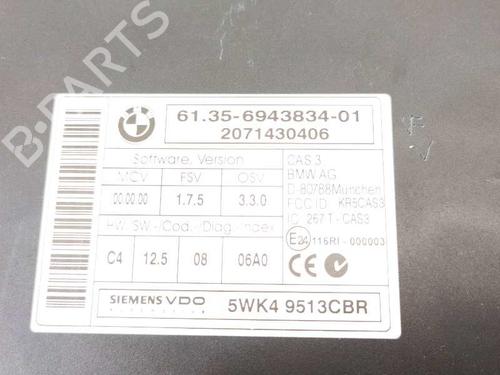 B-PARTS
BMW
61.35-6943834-01
2071430406
Software, Version
MCV FSV OSV
00.00.00 1.7.5 3.3.0
HW, SW,-/Cod,-/Diag,-Index
C4 12.5 08 06A0
CAS 3
BMW AG
D-80788München
FCC ID: KR5CAS3
IC 267 T - CAS3
E24 116RI-000003
CE
SIEMENS VDO
5WK4 9513CBR